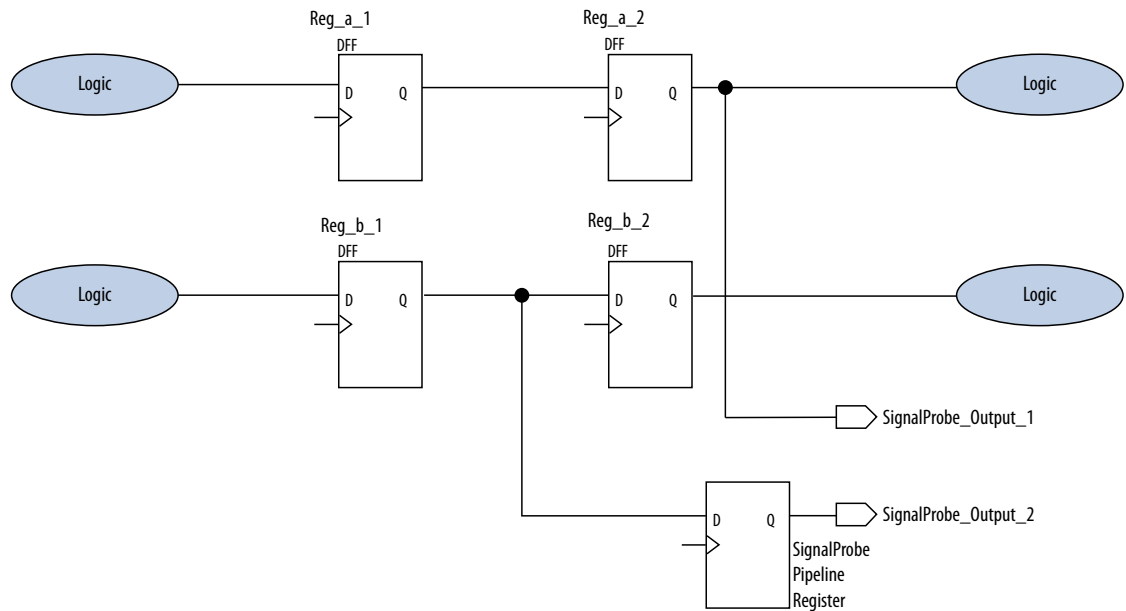 Reg_a_1
Reg_a_2
DFF
DFF
Logic
D
Q
D
Q
Logic
Reg_b_1
Reg_b_2
DFF
DFF
Logic
D
Q
D
Q
Logic
SignalProbe_Output_1
D
Q
SignalProbe_Output_2
SignalProbe
Pipeline
Register